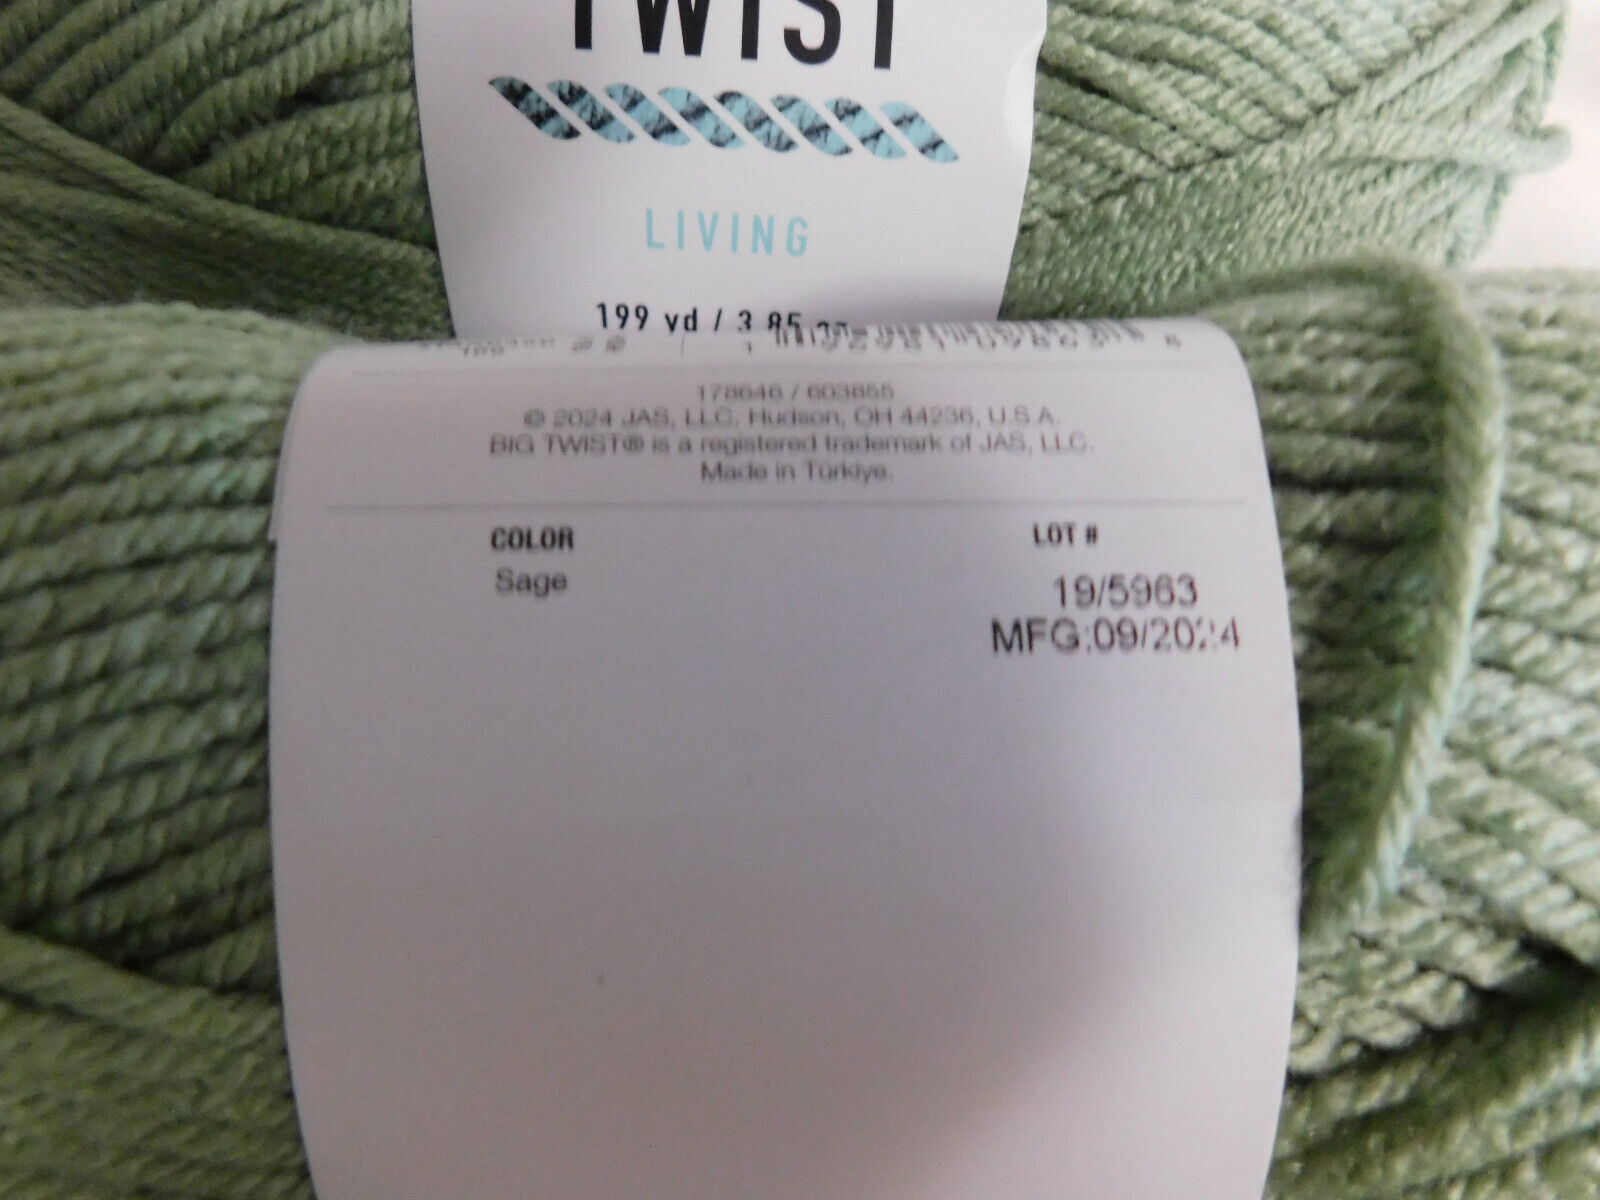 TWIST
LIVING
199 yd / 3.85
178646 / 603855
© 2024 JAS, LLC. Hudson, OH 44236, U.S.A.
BIG TWIST® is a registered trademark of JAS, LLC.
Made in Türkiye.
COLOR
LOT #
Sage
19/5963
MFG:09/2024